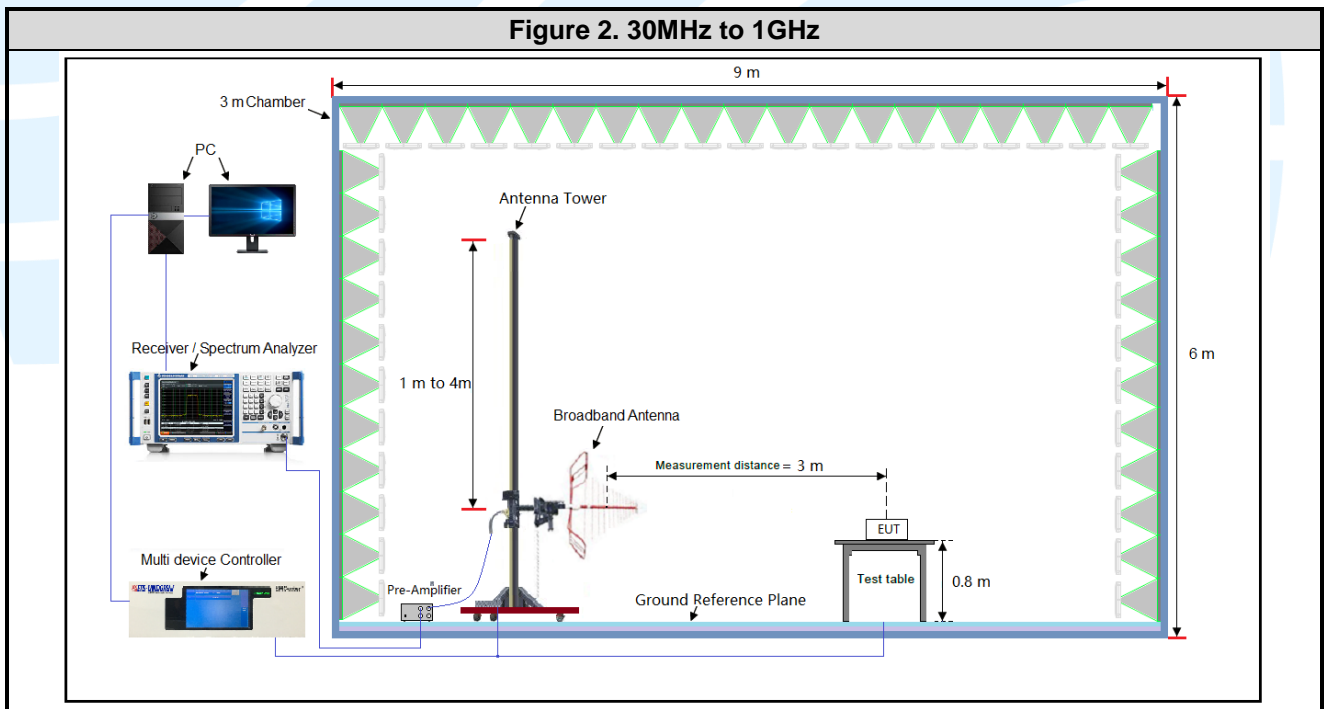 Figure 2. 30MHz to 1GHz
9 m
3 m Chamber
PC
Antenna Tower
Receiver / Spectrum Analyzer
1 m to 4m
6 m
Broadband Antenna
Measurement distance = 3 m
EUT
Multi device Controller
Test table
0.8 m
Pre-Amplifier
Ground Reference Plane